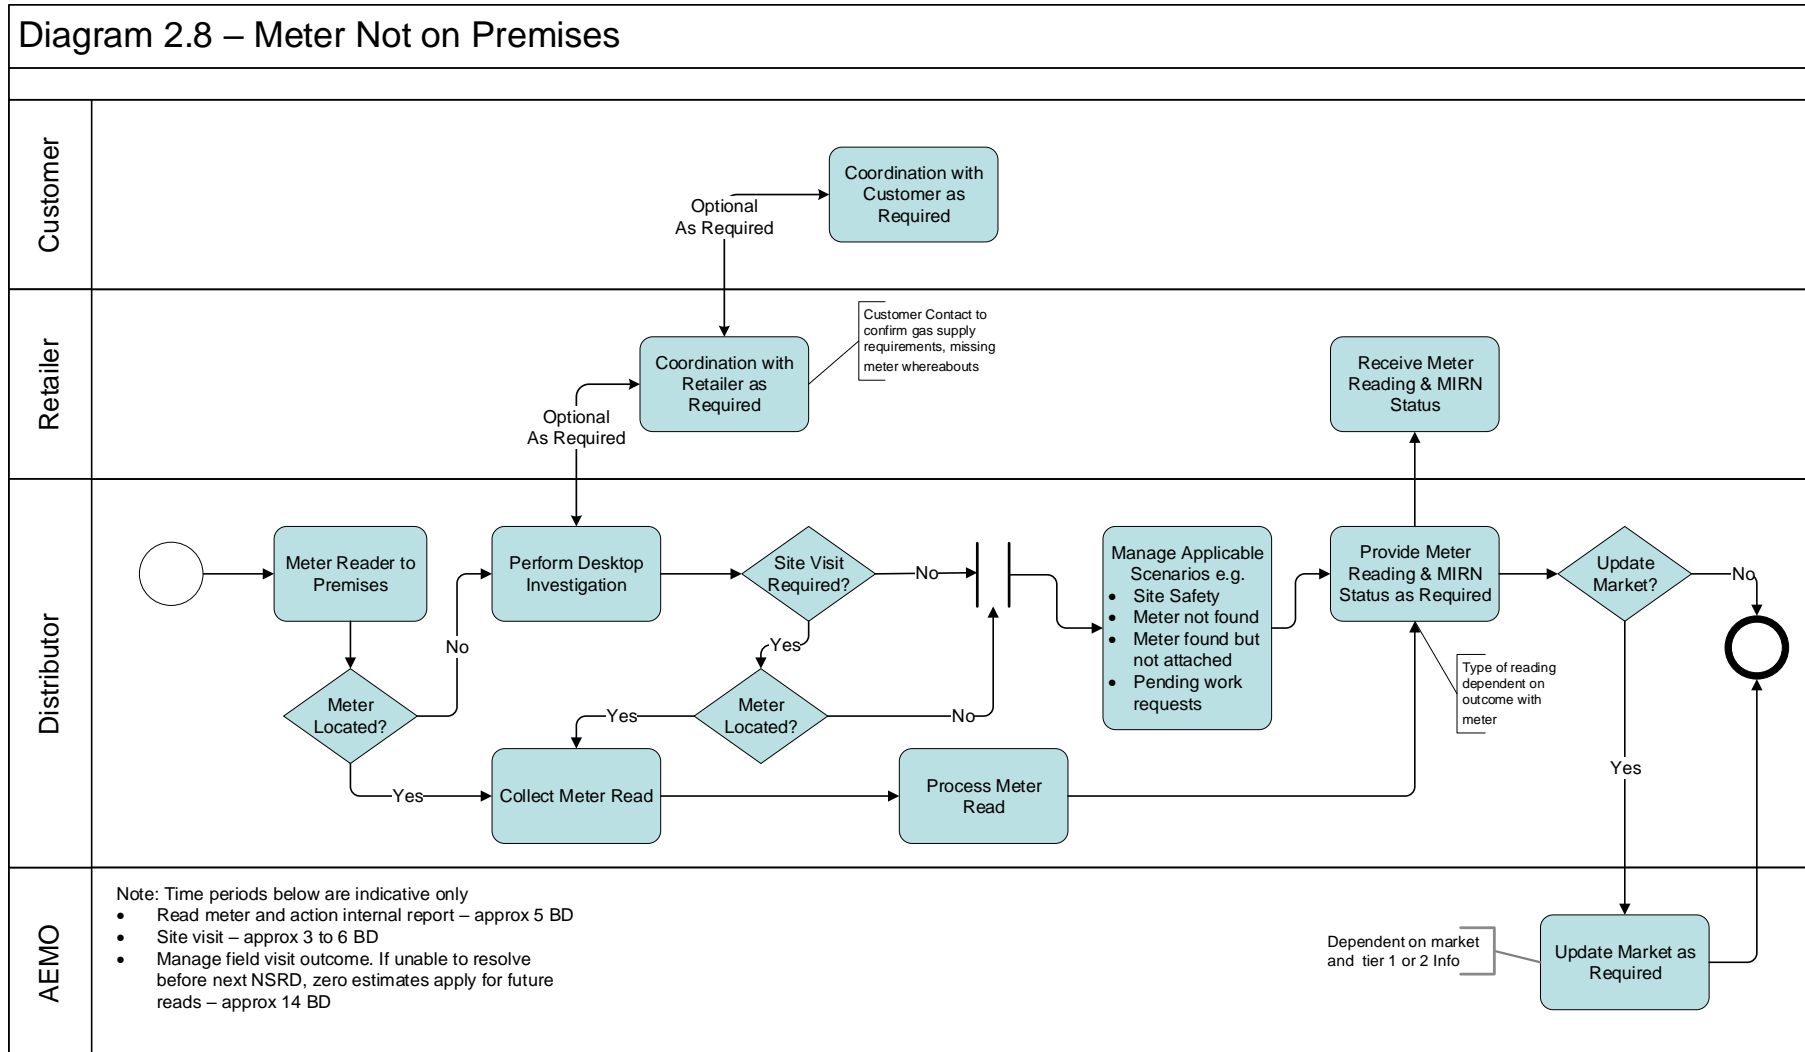 Diagram 2.8 – Meter Not on Premises
Customer
Coordination with
Customer as
Required
Optional
As Required
Retailer
Customer Contact to
confirm gas supply
requirements, missing
meter whereabouts
Coordination with
Retailer as
Required
Optional
As Required
Receive Meter
Reading & MIRN
Status
Distributor
Meter Reader to
Premises
No
Perform Desktop
Investigation
Site Visit
Required?
No
Yes
Manage Applicable
Scenarios e.g.
• Site Safety
• Meter not found
• Meter found but
not attached
• Pending work
requests
Provide Meter
Reading & MIRN
Status as Required
Update
Market?
No
Type of reading
dependent on
outcome with
meter
Meter
Located?
Yes
Meter
Located?
No
Yes
Collect Meter Read
Process Meter
Read
Yes
AEMO
Note: Time periods below are indicative only
• Read meter and action internal report – approx 5 BD
• Site visit – approx 3 to 6 BD
• Manage field visit outcome. If unable to resolve
before next NSRD, zero estimates apply for future
reads – approx 14 BD
Dependent on market
and tier 1 or 2 Info
Update Market as
Required